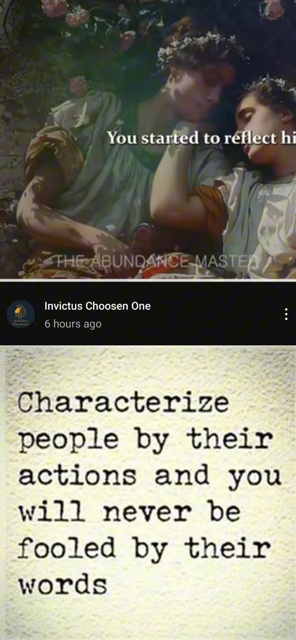 You started to reflect hi
THE ABUNDANCE MASTER
Invictus Choosen One
6 hours ago
Characterize
people by their
actions and you
will never be
fooled by their
words